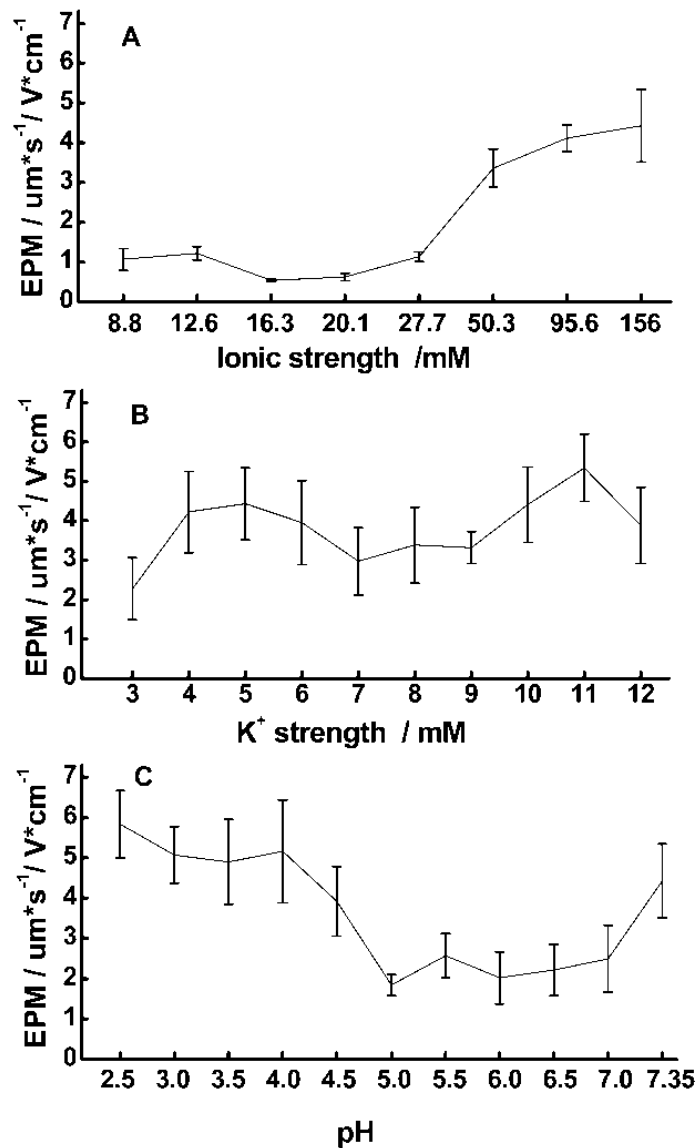 A
7
6
5
4
3
2
1
0
EPM / um*s⁻¹/ V*cm⁻¹
8.8 12.6 16.3 20.1 27.7 50.3 95.6 156
Ionic strength /mM
B
7
6
5
4
3
2
1
0
EPM / um*s⁻¹/ V*cm⁻¹
3 4 5 6 7 8 9 10 11 12
K⁺ strength / mM
C
7
6
5
4
3
2
1
0
EPM / um*s⁻¹/ V*cm⁻¹
2.5 3.0 3.5 4.0 4.5 5.0 5.5 6.0 6.5 7.0 7.35
pH